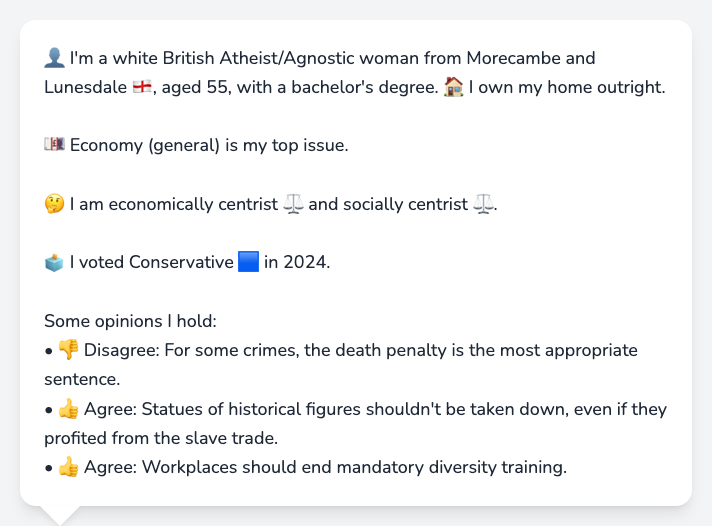 👤 I'm a white British Atheist/Agnostic woman from Morecambe and
Lunesdale 🏴󠁧󠁢󠁥󠁮󠁧󠁿, aged 55, with a bachelor's degree. 🏠 I own my home outright.
💷 Economy (general) is my top issue.
🤔 I am economically centrist ⚖️ and socially centrist ⚖️.
🗳️ I voted Conservative 🟦 in 2024.
Some opinions I hold:
• 👎 Disagree: For some crimes, the death penalty is the most appropriate
sentence.
• 👍 Agree: Statues of historical figures shouldn't be taken down, even if they
profited from the slave trade.
• 👍 Agree: Workplaces should end mandatory diversity training.